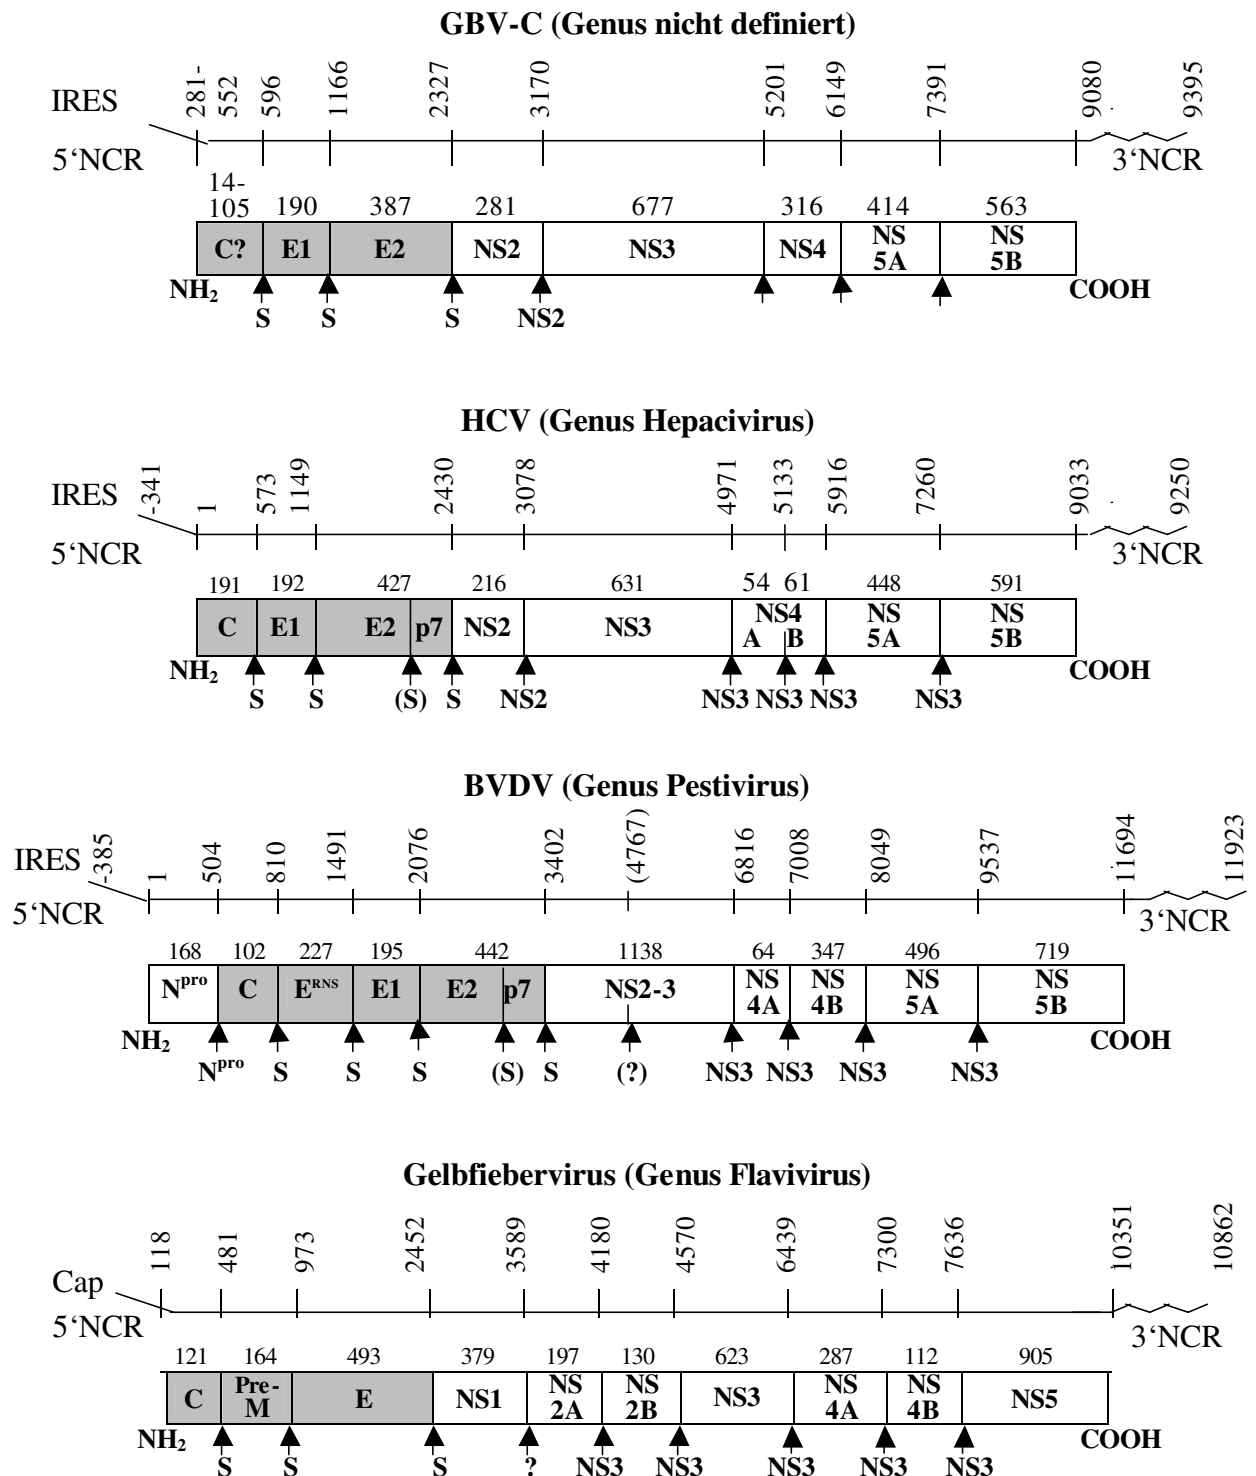 GBV-C (Genus nicht definiert)
IRES 281- 552 596 1166 2327 3170 5201 6149 7391 9080 9395
5‘NCR 3‘NCR
14-
105 190 387 281 677 316 414 563
C? E1 E2 NS2 NS3 NS4 NS 5A NS 5B
NH2 COOH
S S S NS2
HCV (Genus Hepacivirus)
IRES -341 1 573 1149 2430 3078 4971 5133 5916 7260 9033 9250
5‘NCR 3‘NCR
191 192 427 216 631 54 61 448 591
C E1 E2 p7 NS2 NS3 NS4 A B NS 5A NS 5B
NH2 COOH
S S (S) S NS2 NS3 NS3 NS3 NS3
BVDV (Genus Pestivirus)
IRES -385 1 504 810 1491 2076 3402 (4767) 6816 7008 8049 9537 11694 11923
5‘NCR 3‘NCR
168 102 227 195 442 1138 64 347 496 719
Npro C ERNS E1 E2 p7 NS2-3 NS 4A NS 4B NS 5A NS 5B
NH2 COOH
Npro S S S (S) S (?) NS3 NS3 NS3 NS3
Gelbfiebervirus (Genus Flavivirus)
Cap 118 481 973 2452 3589 4180 4570 6439 7300 7636 10351 10862
5‘NCR 3‘NCR
121 164 493 379 197 130 623 287 112 905
C Pre-M E NS1 NS 2A NS 2B NS3 NS 4A NS 4B NS5
NH2 COOH
S S S ? NS3 NS3 NS3 NS3 NS3